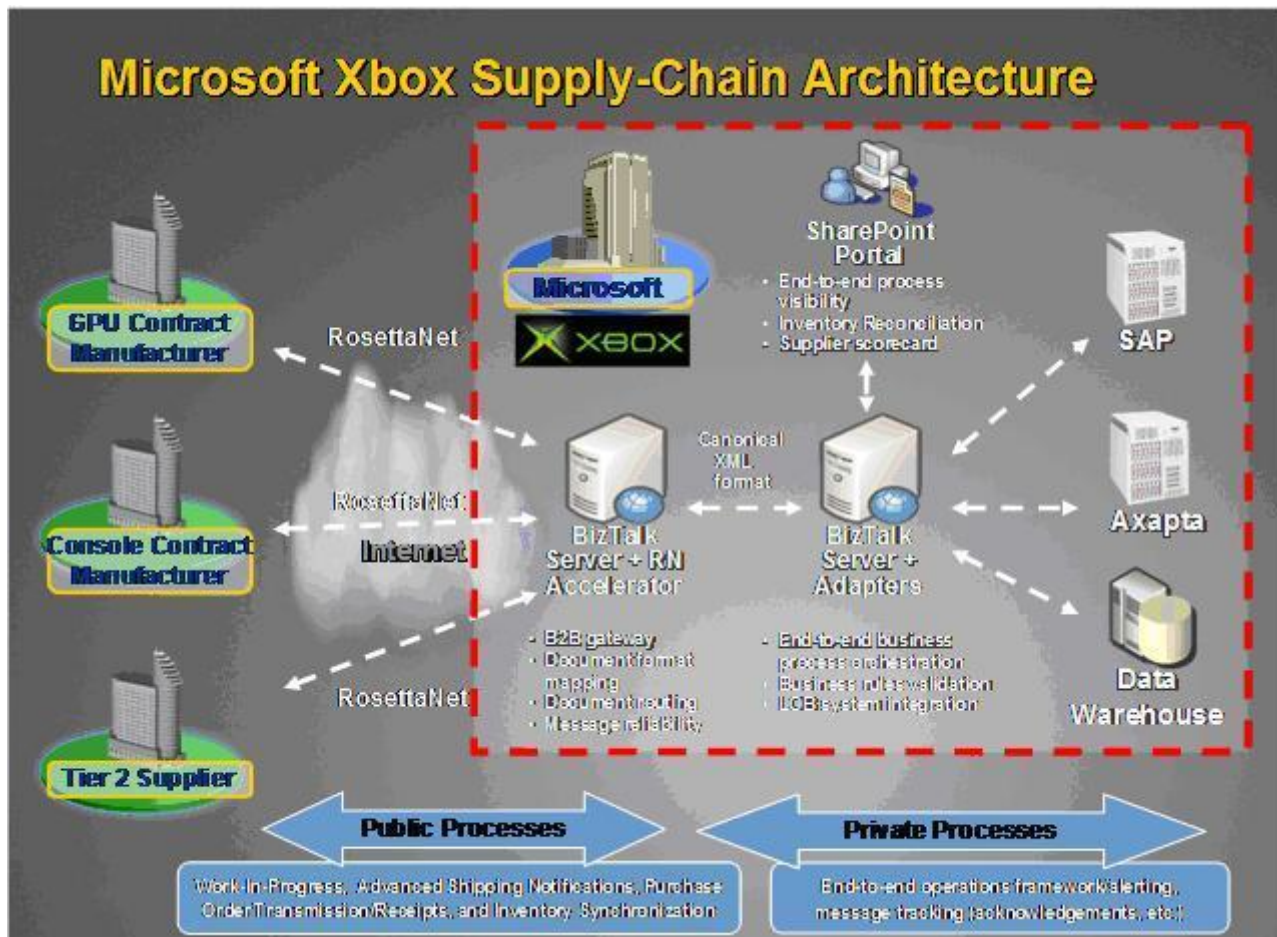 Microsoft Xbox Supply-Chain Architecture
GPU Contract
Manufacturer
Console Contract
Manufacturer
Tier 2 Supplier
RosettaNet
RosettaNet
Internet
RosettaNet
Microsoft
XBOX
SharePoint
Portal
• End-to-end process
visibility
• Inventory Reconciliation
• Supplier scorecard
Canonical
XML
format
BizTalk
Server + RN
Accelerator
• B2B gateway
• Document format
mapping
• Document routing
• Message reliability
BizTalk
Server +
Adapters
• End-to-end business
process orchestration
• Business rules validation
• LOB system integration
SAP
Axapta
Data
Warehouse
Public Processes
Work-In-Progress, Advanced Shipping Notifications, Purchase
Order Transmission/Receipts, and Inventory Synchronization
Private Processes
End-to-end operations framework/alerting,
message tracking (acknowledgements, etc.)